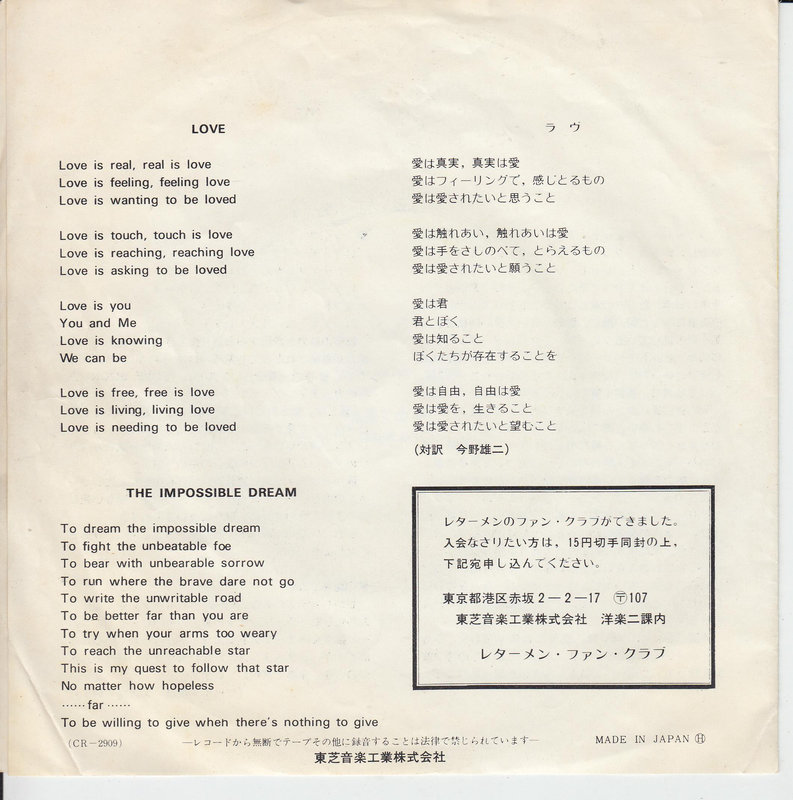 LOVE
Love is real, real is love
Love is feeling, feeling love
Love is wanting to be loved
Love is touch, touch is love
Love is reaching, reaching love
Love is asking to be loved
Love is you
You and Me
Love is knowing
We can be
Love is free, free is love
Love is living, living love
Love is needing to be loved
ラヴ
愛は真実，真実は愛
愛はフィーリングで，感じとるもの
愛は愛されたいと思うこと
愛は触れあい，触れあいは愛
愛は手をさしのべて，とらえるもの
愛は愛されたいと願うこと
愛は君
君とぼく
愛は知ること
ぼくたちが存在することを
愛は自由，自由は愛
愛は愛を，生きること
愛は愛されたいと望むこと
（対訳　今野雄二）
THE IMPOSSIBLE DREAM
To dream the impossible dream
To fight the unbeatable foe
To bear with unbearable sorrow
To run where the brave dare not go
To write the unwritable road
To be better far than you are
To try when your arms too weary
To reach the unreachable star
This is my quest to follow that star
No matter how hopeless
……far……
To be willing to give when there's nothing to give
レターメンのファン・クラブができました。
入会なさりたい方は，15円切手同封の上，
下記宛申し込んでください。
東京都港区赤坂2－2－17　〒107
東芝音楽工業株式会社　洋楽二課内
レターメン・ファン・クラブ
(CR－2909)
―レコードから無断でテープその他に録音することは法律で禁じられています―
MADE IN JAPAN Ⓗ
東芝音楽工業株式会社